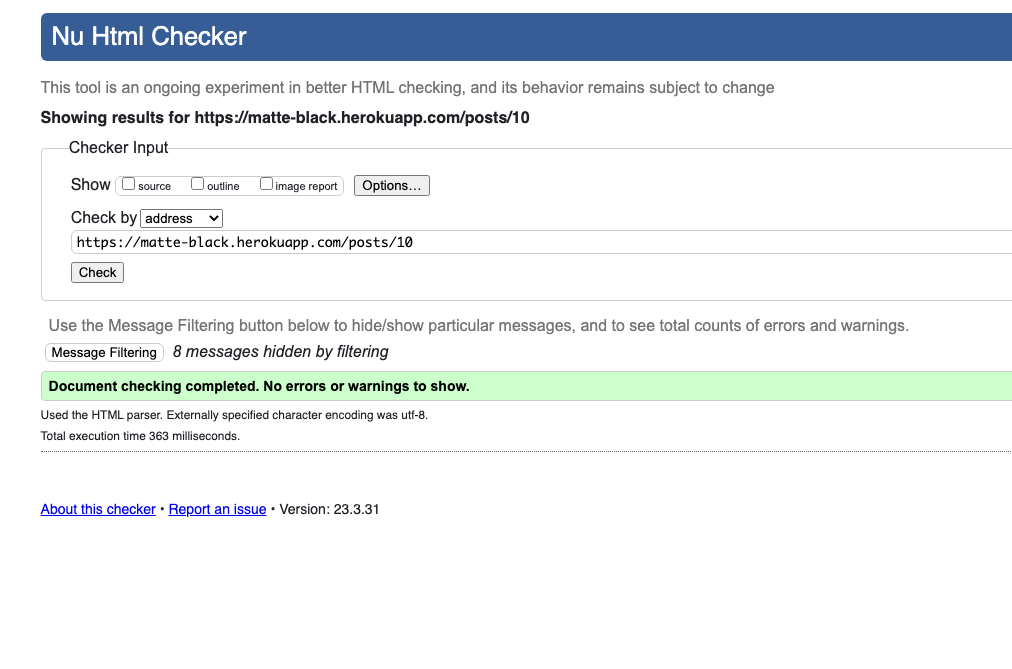 Nu Html Checker
This tool is an ongoing experiment in better HTML checking, and its behavior remains subject to change
Showing results for https://matte-black.herokuapp.com/posts/10
Checker Input
Show source outline image report Options...
Check by address
https://matte-black.herokuapp.com/posts/10
Check
Use the Message Filtering button below to hide/show particular messages, and to see total counts of errors and warnings.
Message Filtering 8 messages hidden by filtering
Document checking completed. No errors or warnings to show.
Used the HTML parser. Externally specified character encoding was utf-8.
Total execution time 363 milliseconds.
About this checker • Report an issue • Version: 23.3.31